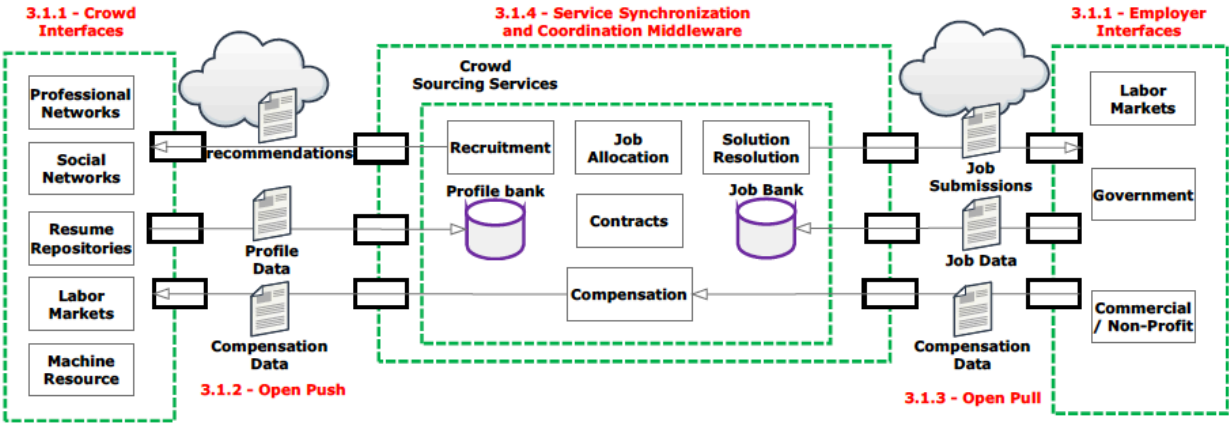 3.1.1 - Crowd
Interfaces
3.1.4 - Service Synchronization
and Coordination Middleware
3.1.1 - Employer
Interfaces
Professional
Networks
Social
Networks
Resume
Repositories
Labor
Markets
Machine
Resource
recommendations
Profile
Data
Compensation
Data
3.1.2 - Open Push
Crowd
Sourcing Services
Recruitment
Job
Allocation
Solution
Resolution
Profile bank
Contracts
Job Bank
Compensation
Job
Submissions
Job Data
Compensation
Data
3.1.3 - Open Pull
Labor
Markets
Government
Commercial
/ Non-Profit